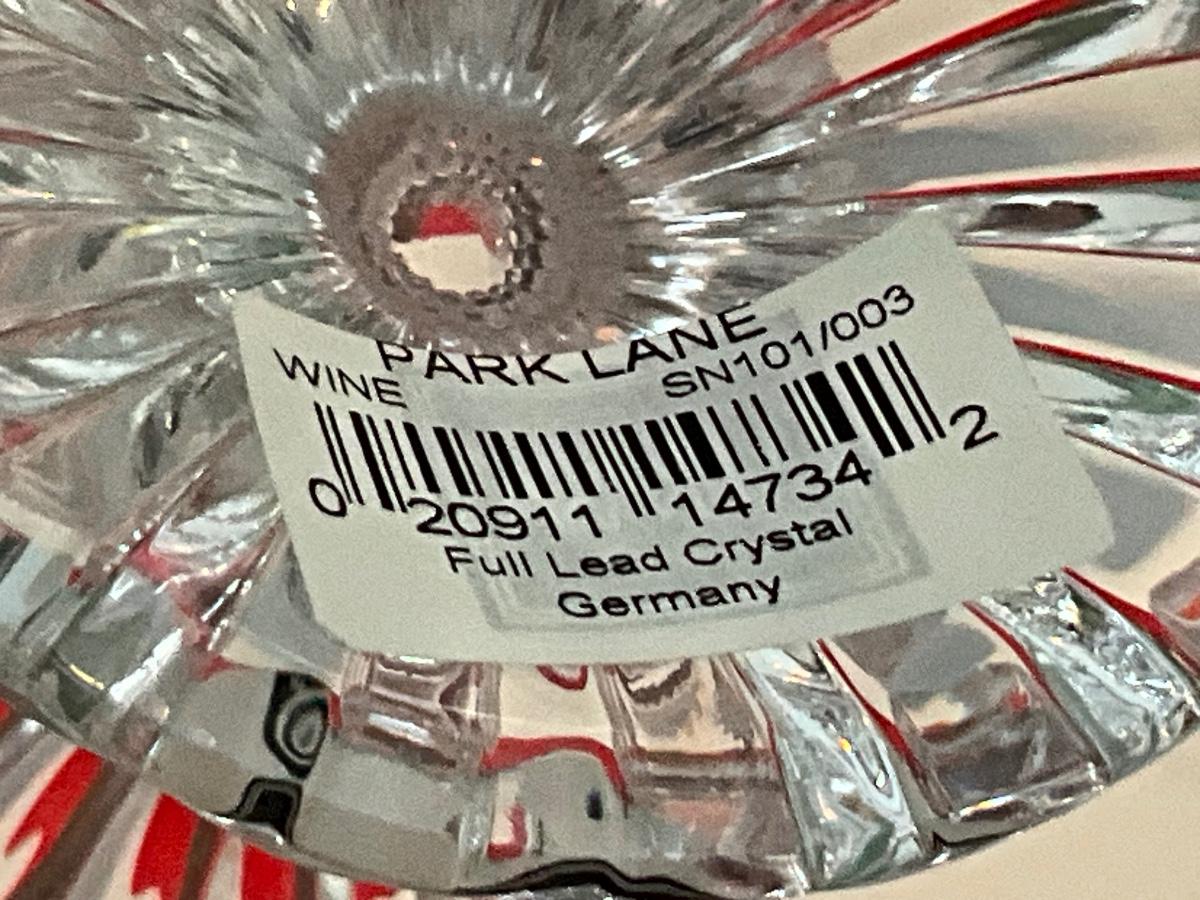 PARK LANE
WINE SN101/003
0 20911 14734 2
Full Lead Crystal
Germany